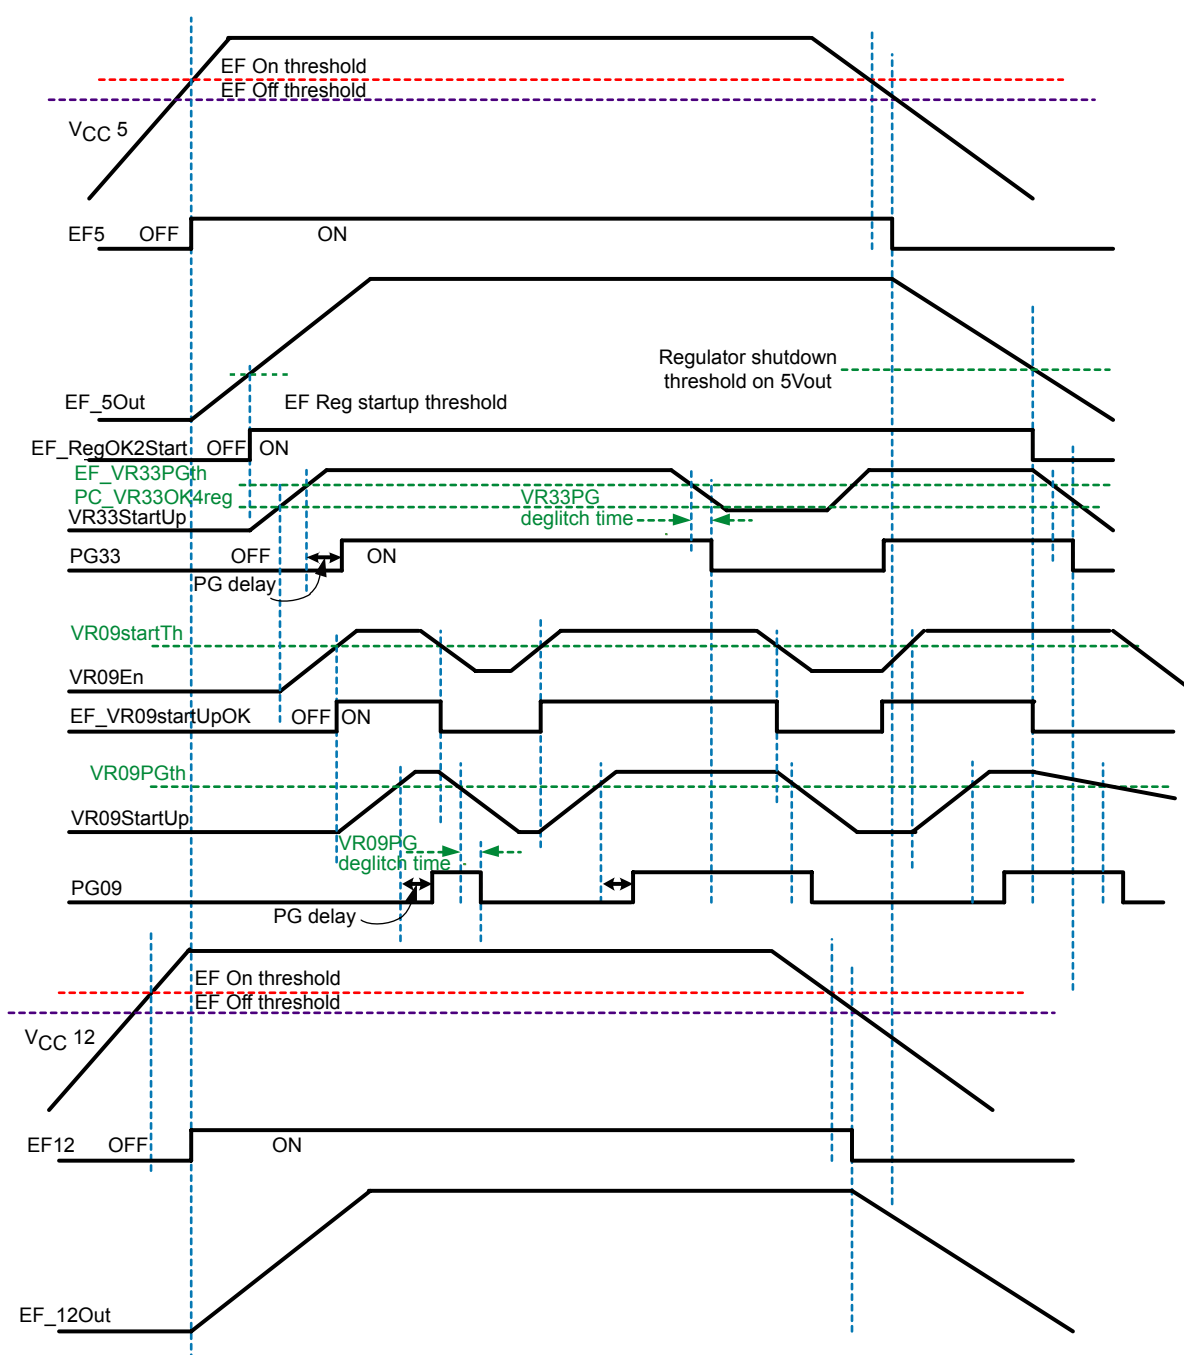 EF On threshold
EF Off threshold
VCC 5
EF5 OFF ON
Regulator shutdown
threshold on 5Vout
EF_5Out
EF Reg startup threshold
EF_RegOK2Start OFF ON
EF_VR33PGth
PC_VR33OK4reg
VR33PG
deglitch time
VR33StartUp
PG33 OFF ON
PG delay
VR09startTh
VR09En
EF_VR09startUpOK OFF ON
VR09PGth
VR09StartUp
VR09PG
deglitch time
PG09
PG delay
EF On threshold
EF Off threshold
VCC 12
EF12 OFF ON
EF_12Out